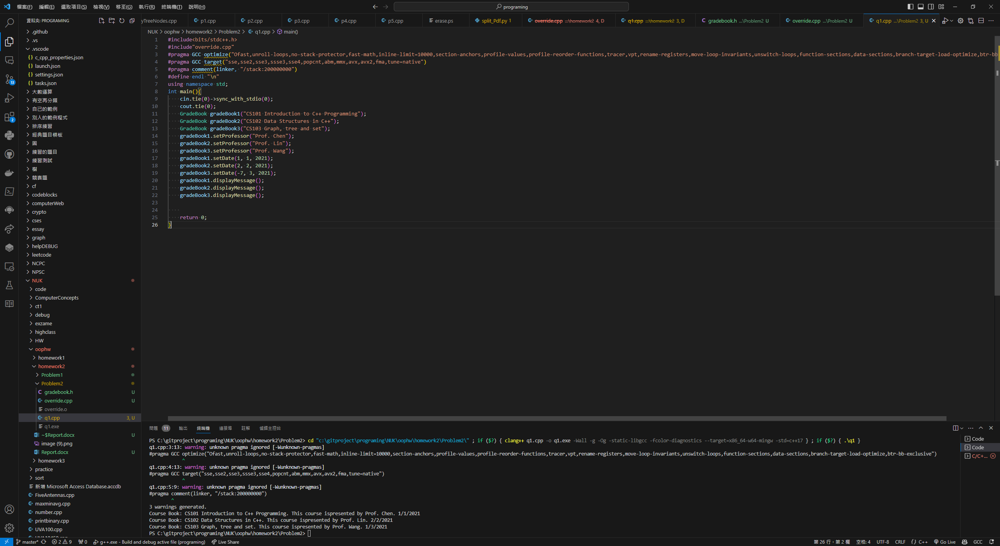 檔案(F) 編輯(E) 選取項目(S) 檢視(V) 移至(G) 執行(R) 終端機(T) 說明(H)
programing
資料夾: PROGRAMING
yTreeNodes.cpp
p1.cpp
p2.cpp
p3.cpp
p4.cpp
p5.cpp
erase.ps
split_Pdf.py 1
override.cpp ...\homework2 4, D
q1.cpp ...\homework2 3, D
gradebook.h ...\Problem2 U
override.cpp ...\Problem2 U
q1.cpp ...\Problem2 3, U
NUK > oophw > homework2 > Problem2 > q1.cpp > main()
13
2
.github
.vs
.vscode
c_cpp_properties.json
launch.json
settings.json
tasks.json
大數運算
有空再分類
自己的範例
別人的範例程式
排序練習
經典題目模板
圖
練習的題目
練習測試
樹
競賽題
cf
codeblocks
computerWeb
crypto
cses
essay
graph
helpDEBUG
leetcode
NCPC
NPSC
NUK
code
ComputerConcepts
ct1
debug
exzame
highclass
HW
oophw
homework1
homework2
Problem1
Problem2
gradebook.h U
override.cpp U
override.o
q1.cpp 3, U
q1.exe
~$Report.docx U
image (9).png
Report.docx U
homework3
practice
sort
新增 Microsoft Access Database.accdb
FiveAntennas.cpp
maxminavg.cpp
number.cpp
printbinary.cpp
UVA100.cpp
1 #include<bits/stdc++.h>
2 #include"override.cpp"
3 #pragma GCC optimize("Ofast,unroll-loops,no-stack-protector,fast-math,inline-limit=10000,section-anchors,profile-values,profile-reorder-functions,tracer,vpt,rename-registers,move-loop-invariants,unswitch-loops,function-sections,data-sections,branch-target-load-optimize,btr-bb
4 #pragma GCC target("sse,sse2,sse3,ssse3,sse4,popcnt,abm,mmx,avx,avx2,fma,tune=native")
5 #pragma comment(linker, "/stack:200000000")
6 #define endl "\n"
7 using namespace std;
8 int main(){
9 cin.tie(0)->sync_with_stdio(0);
10 cout.tie(0);
11 GradeBook gradeBook1("CS101 Introduction to C++ Programming");
12 GradeBook gradeBook2("CS102 Data Structures in C++");
13 GradeBook gradeBook3("CS103 Graph, tree and set");
14 gradeBook1.setProfessor("Prof. Chen");
15 gradeBook2.setProfessor("Prof. Lin");
16 gradeBook3.setProfessor("Prof. Wang");
17 gradeBook1.setDate(1, 1, 2021);
18 gradeBook2.setDate(2, 2, 2021);
19 gradeBook3.setDate(-7, 3, 2021);
20 gradeBook1.displayMessage();
21 gradeBook2.displayMessage();
22 gradeBook3.displayMessage();
23
24
25 return 0;
26 }
問題 11 輸出 終端機 連接埠 註解 偵錯主控台
PS C:\gitproject\programing\NUK\oophw\homework2\Problem2> cd "c:\gitproject\programing\NUK\oophw\homework2\Problem2\" ; if ($?) { clang++ q1.cpp -o q1.exe -Wall -g -Og -static-libgcc -fcolor-diagnostics --target=x86_64-w64-mingw -std=c++17 } ; if ($?) { .\q1 }
q1.cpp:3:13: warning: unknown pragma ignored [-Wunknown-pragmas]
#pragma GCC optimize("Ofast,unroll-loops,no-stack-protector,fast-math,inline-limit=10000,section-anchors,profile-values,profile-reorder-functions,tracer,vpt,rename-registers,move-loop-invariants,unswitch-loops,function-sections,data-sections,branch-target-load-optimize,btr-bb-exclusive")
^
q1.cpp:4:13: warning: unknown pragma ignored [-Wunknown-pragmas]
#pragma GCC target("sse,sse2,sse3,ssse3,sse4,popcnt,abm,mmx,avx,avx2,fma,tune=native")
^
q1.cpp:5:9: warning: unknown pragma ignored [-Wunknown-pragmas]
#pragma comment(linker, "/stack:200000000")
^
3 warnings generated.
Course Book: CS101 Introduction to C++ Programming. This course ispresented by Prof. Chen. 1/1/2021
Course Book: CS102 Data Structures in C++. This course ispresented by Prof. Lin. 2/2/2021
Course Book: CS103 Graph, tree and set. This course ispresented by Prof. Wang. 1/3/2021
PS C:\gitproject\programing\NUK\oophw\homework2\Problem2>
Code
Code
C/C+...
master* 2 9 0 g++.exe - Build and debug active file (programing) Live Share
第 26 行，第 2 欄 空格: 4 UTF-8 CRLF {} C++ Go Live GCC